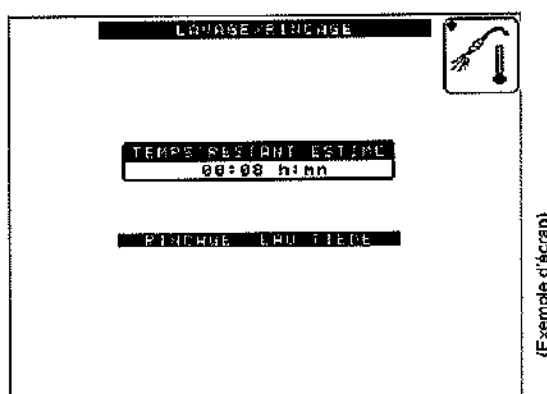 LAVAGE/RINCAGE
TEMPS RESTANT ESTIME
00:08 h:mn
RINCAGE EAU TIEDE
(Exemple d'écran)